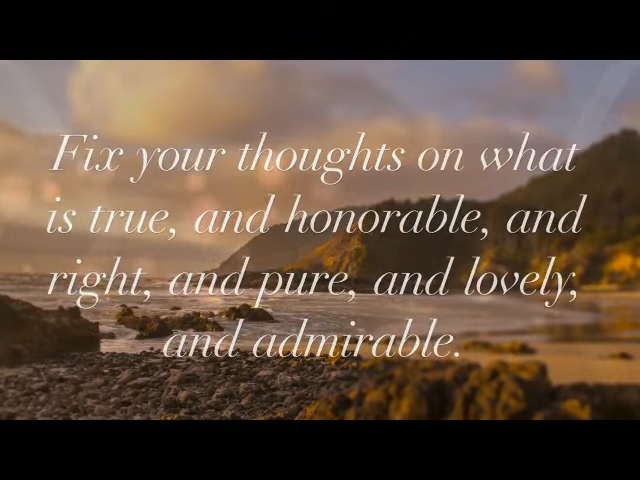 Fix your thoughts on what
is true, and honorable, and
right, and pure, and lovely,
and admirable.